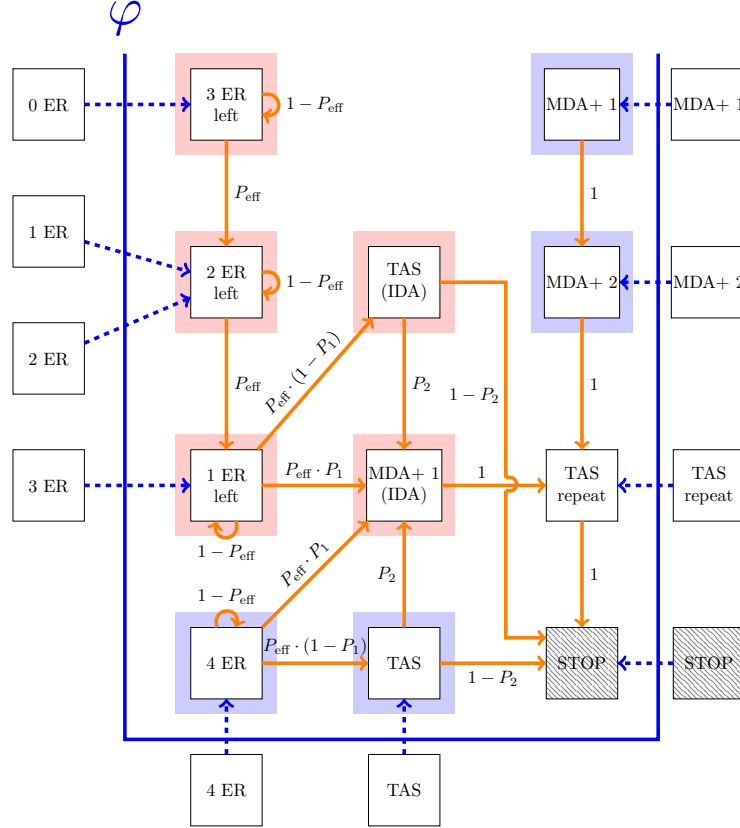 φ
0 ER
3 ER
left
1 − P_eff
MDA+ 1
MDA+ 1
P_eff
1
1 ER
2 ER
left
1 − P_eff
TAS
(IDA)
MDA+ 2
MDA+ 2
2 ER
P_eff
P_eff · (1 − P_1)
P_2
1 − P_2
1
3 ER
1 ER
left
P_eff · P_1
MDA+ 1
(IDA)
1
TAS
repeat
TAS
repeat
1 − P_eff
1 − P_eff
P_eff · P_1
P_2
1
4 ER
P_eff · (1 − P_1)
TAS
1 − P_2
STOP
STOP
4 ER
TAS